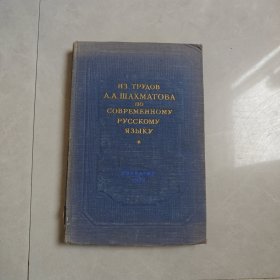 ИЗ ТРУДОВ
А.А.ШАХМАТОВА
ПО
СОВРЕМЕННОМУ
РУССКОМУ
ЯЗЫКУ